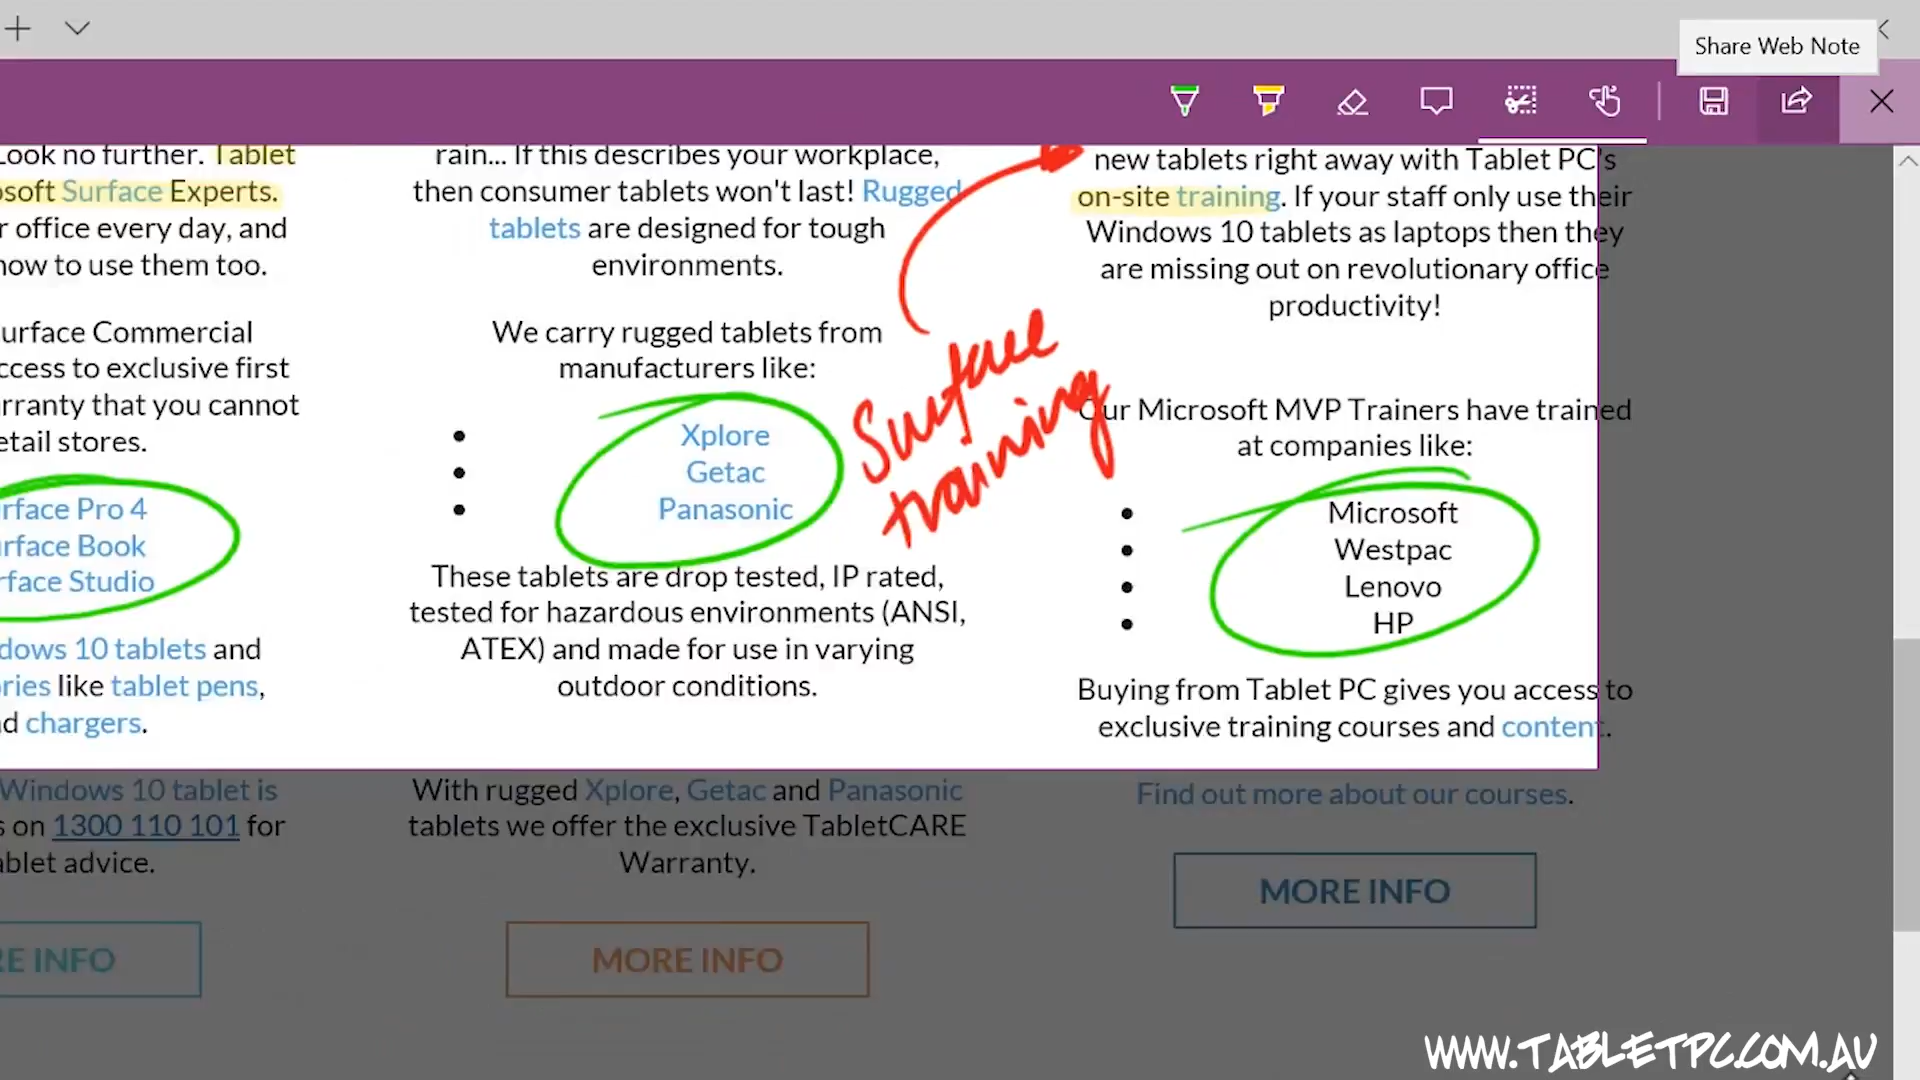 Share Web Note
Look no further. Tablet
osoft Surface Experts.
r office every day, and
how to use them too.
urface Commercial
ccess to exclusive first
rranty that you cannot
etail stores.
rface Pro 4
urface Book
rface Studio
dows 10 tablets and
ories like tablet pens,
nd chargers.
Windows 10 tablet is
s on 1300 110 101 for
ablet advice.
RE INFO
rain... If this describes your workplace,
then consumer tablets won't last! Rugged
tablets are designed for tough
environments.
We carry rugged tablets from
manufacturers like:
Xplore
Getac
Panasonic
These tablets are drop tested, IP rated,
tested for hazardous environments (ANSI,
ATEX) and made for use in varying
outdoor conditions.
With rugged Xplore, Getac and Panasonic
tablets we offer the exclusive TabletCARE
Warranty.
MORE INFO
Surface
training
new tablets right away with Tablet PC's
on-site training. If your staff only use their
Windows 10 tablets as laptops then they
are missing out on revolutionary office
productivity!
Our Microsoft MVP Trainers have trained
at companies like:
Microsoft
Westpac
Lenovo
HP
Buying from Tablet PC gives you access to
exclusive training courses and content.
Find out more about our courses.
MORE INFO
WWW.TABLETPC.COM.AU